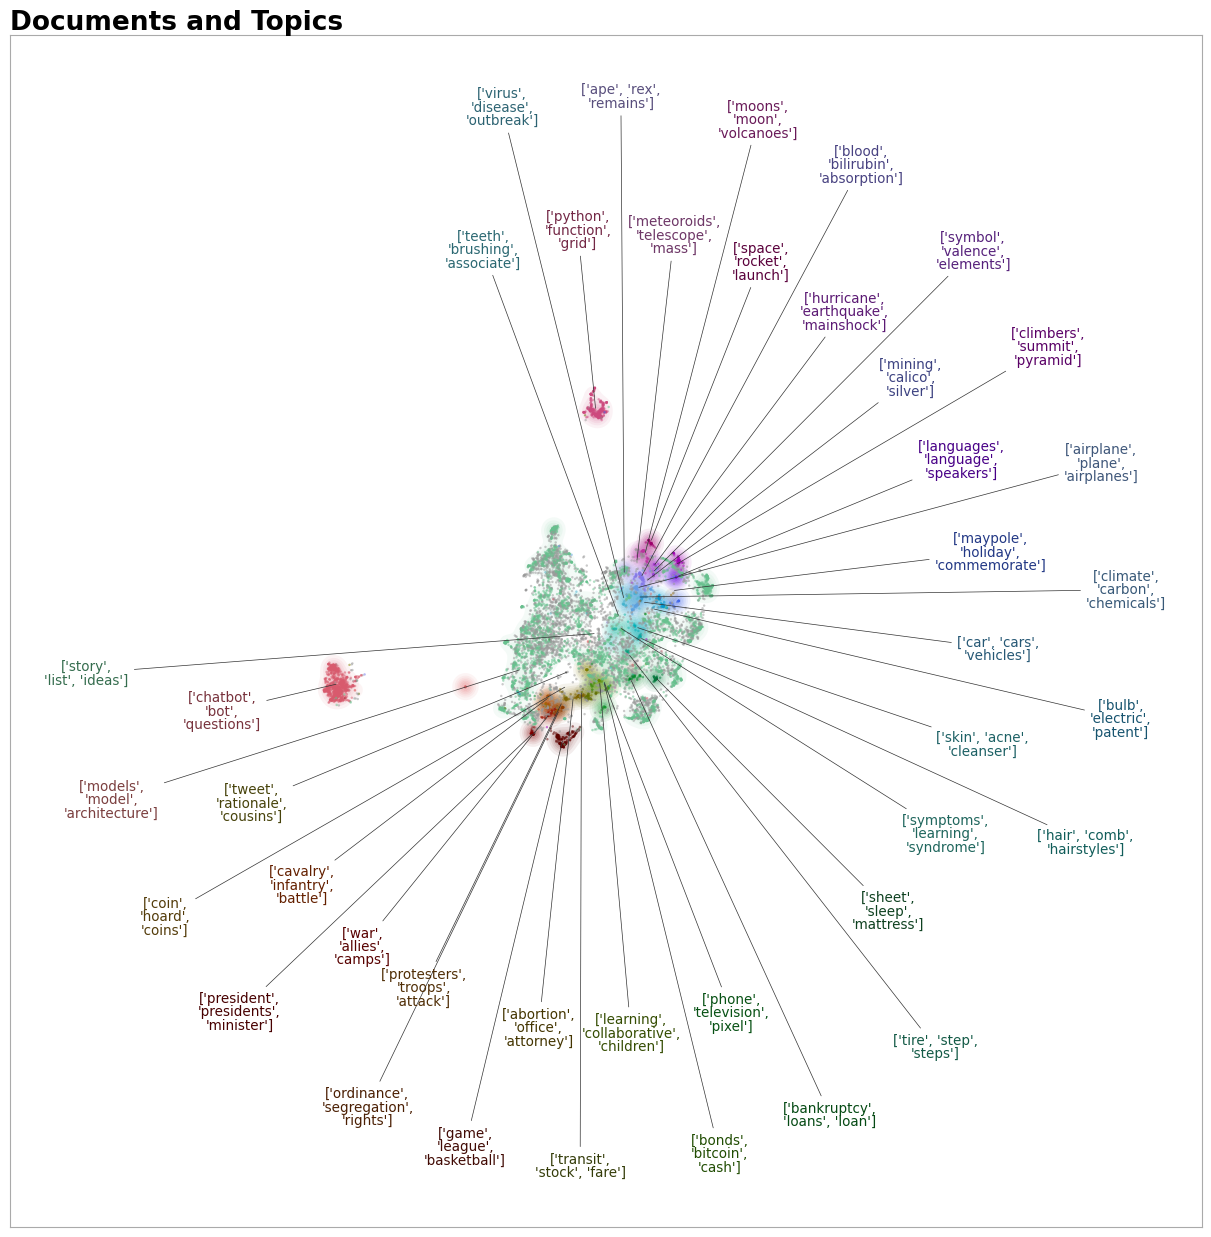 Documents and Topics
['virus',
'disease',
'outbreak']
['ape', 'rex',
'remains']
['moons',
'moon',
'volcanoes']
['blood',
'bilirubin',
'absorption']
['teeth',
'brushing',
'associate']
['python',
'function',
'grid']
['meteoroids',
'telescope',
'mass']
['space',
'rocket',
'launch']
['symbol',
'valence',
'elements']
['hurricane',
'earthquake',
'mainshock']
['climbers',
'summit',
'pyramid']
['mining',
'calico',
'silver']
['languages',
'language',
'speakers']
['airplane',
'plane',
'airplanes']
['maypole',
'holiday',
'commemorate']
['climate',
'carbon',
'chemicals']
['car', 'cars',
'vehicles']
['story',
'list', 'ideas']
['chatbot',
'bot',
'questions']
['bulb',
'electric',
'patent']
['skin', 'acne',
'cleanser']
['models',
'model',
'architecture']
['tweet',
'rationale',
'cousins']
['symptoms',
'learning',
'syndrome']
['hair', 'comb',
'hairstyles']
['cavalry',
'infantry',
'battle']
['coin',
'hoard',
'coins']
['sheet',
'sleep',
'mattress']
['war',
'allies',
'camps']
['protesters',
'troops',
'attack']
['president',
'presidents',
'minister']
['abortion',
'office',
'attorney']
['learning',
'collaborative',
'children']
['phone',
'television',
'pixel']
['tire', 'step',
'steps']
['ordinance',
'segregation',
'rights']
['bankruptcy',
'loans', 'loan']
['game',
'league',
'basketball']
['transit',
'stock', 'fare']
['bonds',
'bitcoin',
'cash']